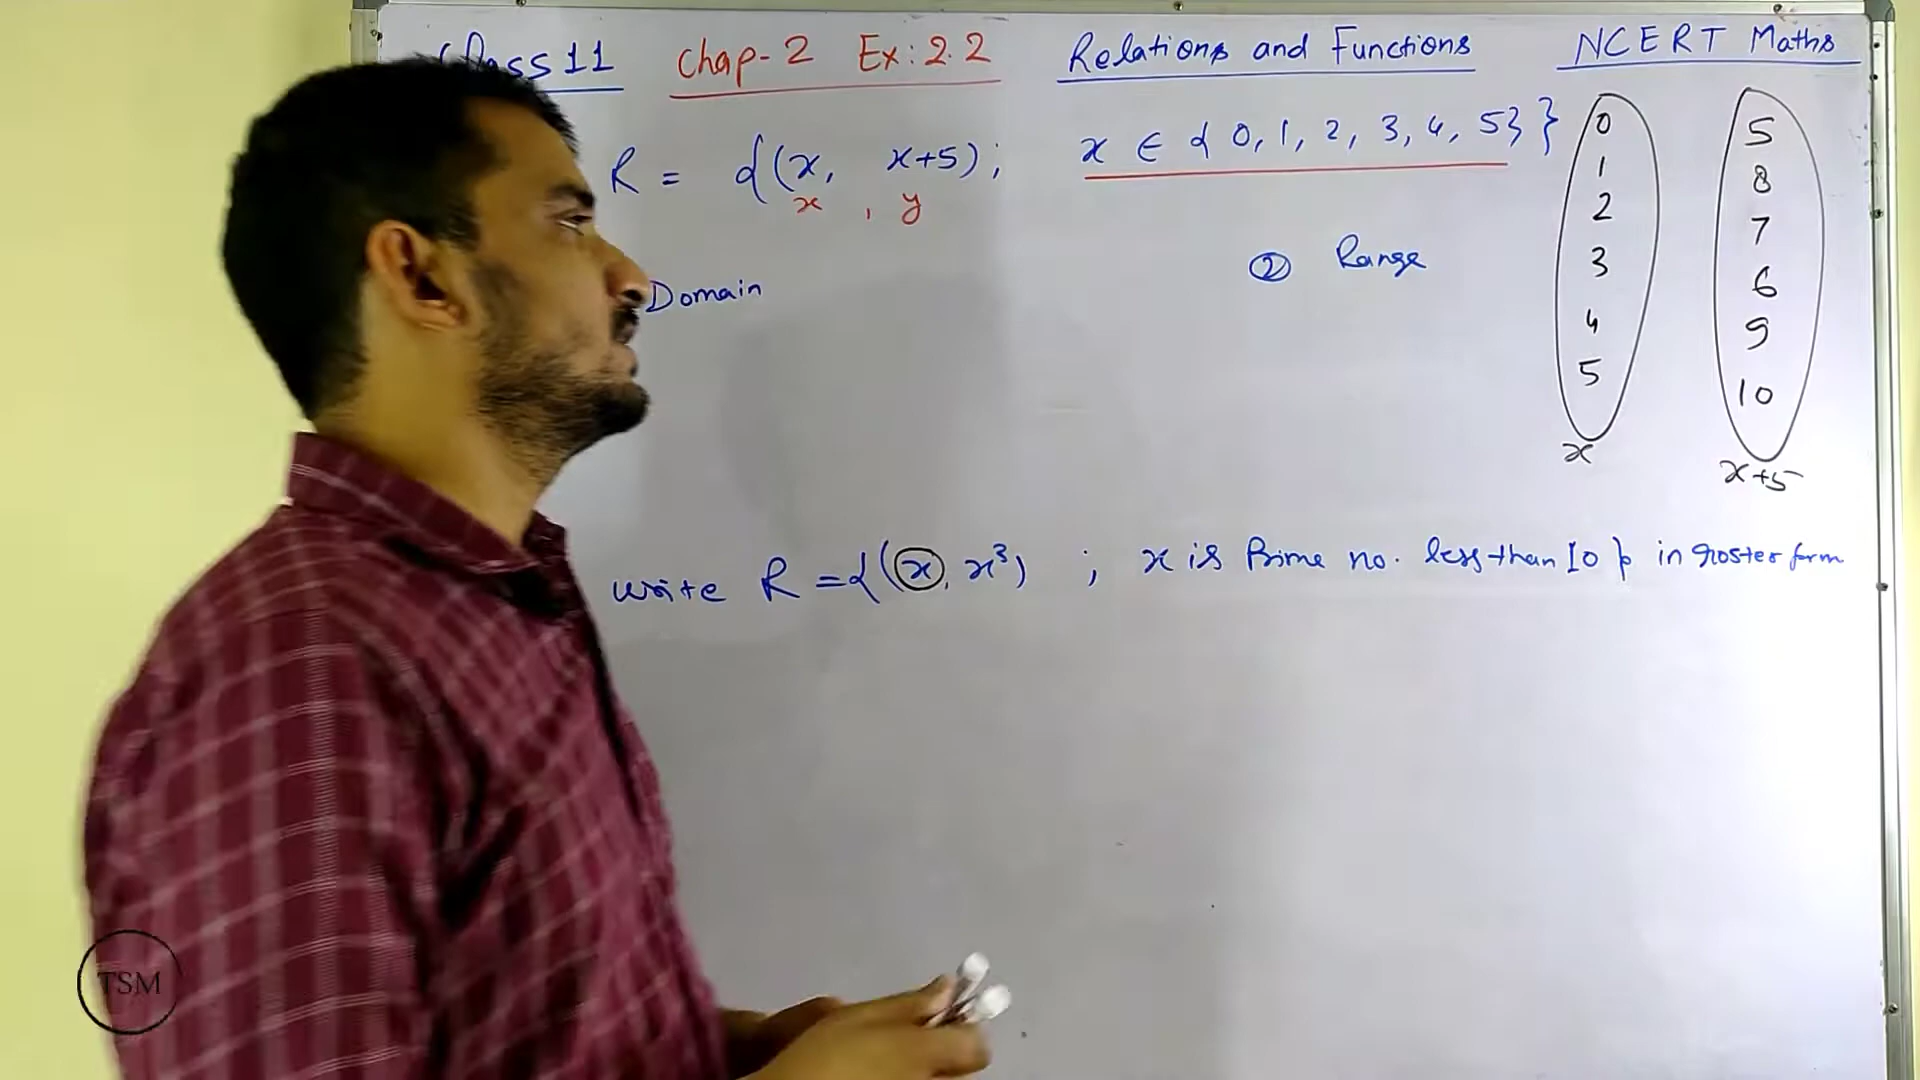 Class 11 Chap-2 Ex: 2.2 Relations and Functions NCERT Maths
R = {(x, x+5); x ∈ { 0, 1, 2, 3, 4, 5} }
x , y
Domain
② Range
0
1
2
3
4
5
x
5
8
7
6
9
10
x+5
write R = {(x, x³) ; x is Prime no. less than 10 } in roster form
TSM